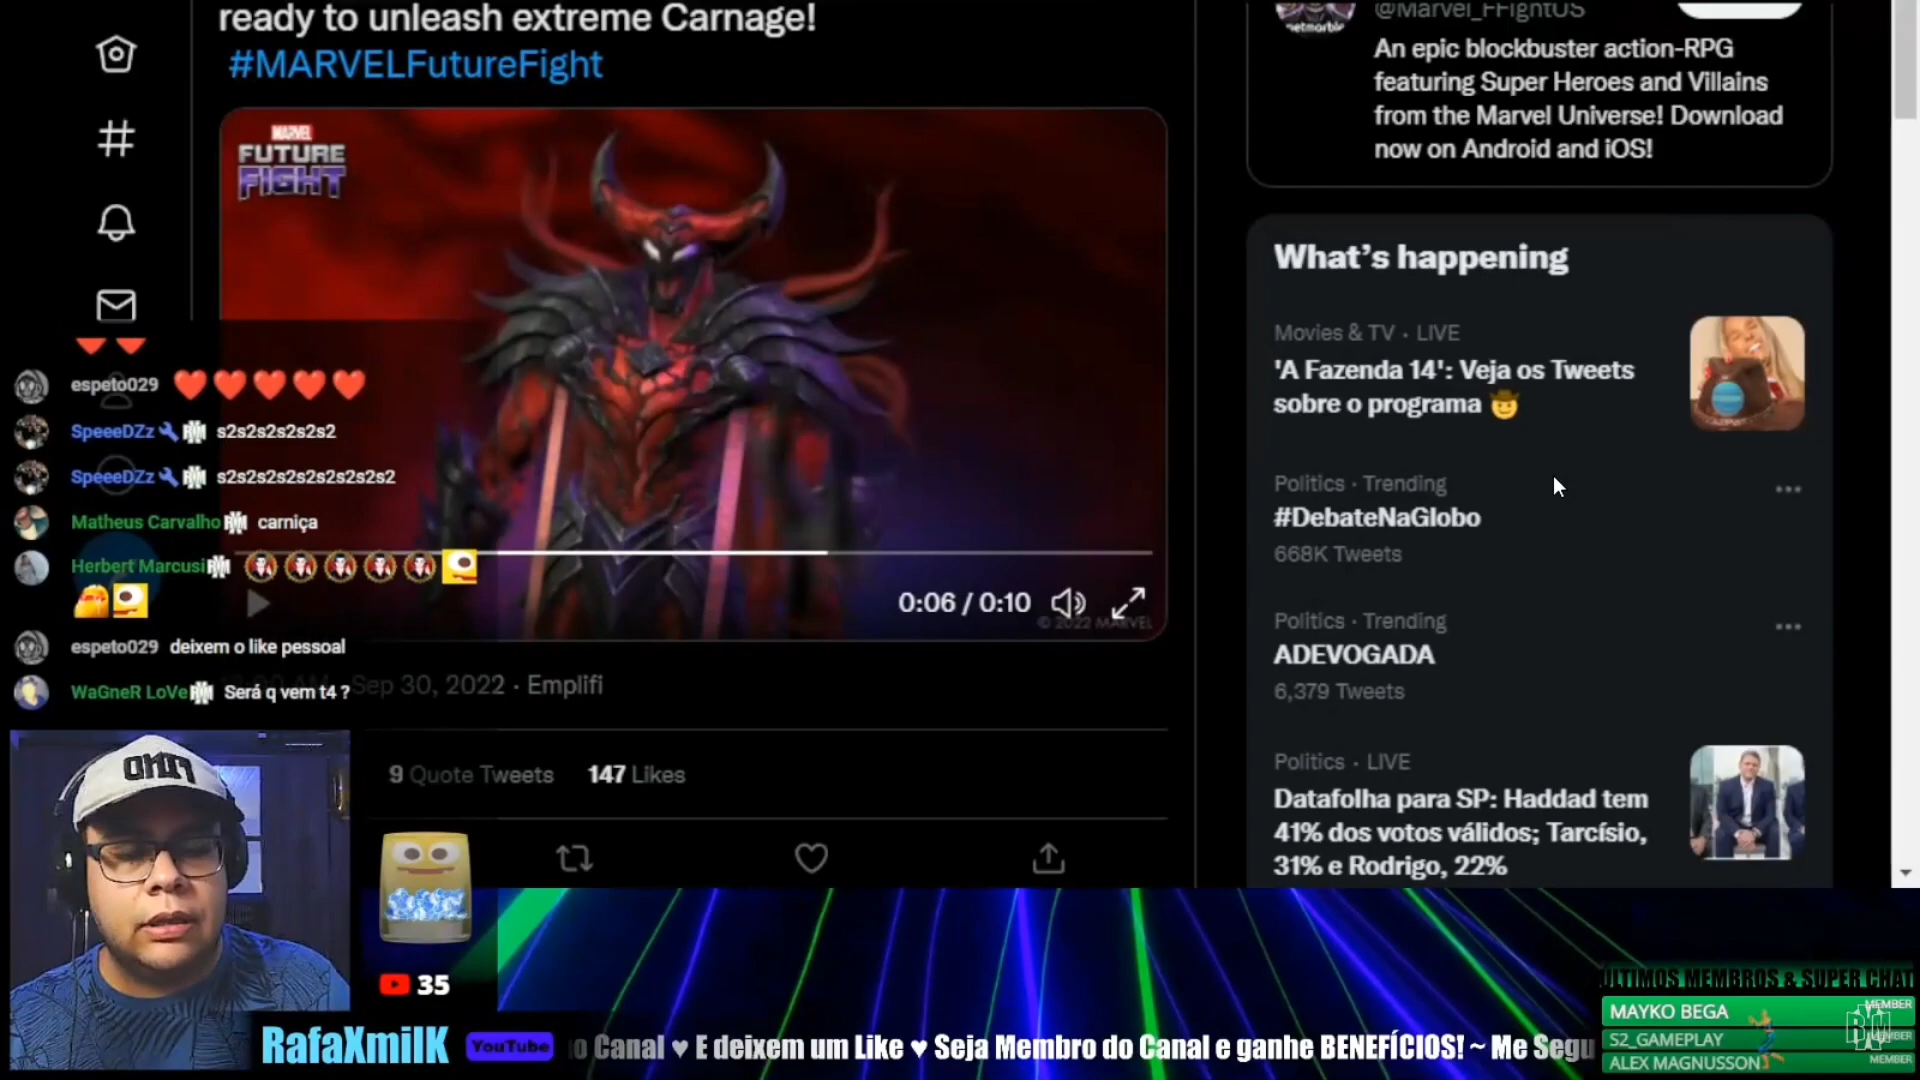 ready to unleash extreme Carnage!
#MARVELFutureFight
MARVEL
FUTURE
FIGHT
espeto029 ❤❤❤❤❤
SpeeeDZz s2s2s2s2s2s2
SpeeeDZz s2s2s2s2s2s2s2s2s2
Matheus Carvalho carniça
Herbert Marcusi
espeto029 deixem o like pessoal
WaGneR LoVe Será q vem t4 ?
0:06 / 0:10
© 2022 MARVEL
Sep 30, 2022 · Emplifi
9 Quote Tweets 147 Likes
35
@Marvel_FFightUS
netmarble
An epic blockbuster action-RPG
featuring Super Heroes and Villains
from the Marvel Universe! Download
now on Android and iOS!
What's happening
Movies & TV · LIVE
'A Fazenda 14': Veja os Tweets
sobre o programa 🤠
Politics · Trending
#DebateNaGlobo
668K Tweets
Politics · Trending
ADEVOGADA
6,379 Tweets
Politics · LIVE
Datafolha para SP: Haddad tem
41% dos votos válidos; Tarcísio,
31% e Rodrigo, 22%
RafaXmilK YouTube o Canal ♥ E deixem um Like ♥ Seja Membro do Canal e ganhe BENEFÍCIOS! ~ Me Segu
ULTIMOS MEMBROS & SUPER CHAT
MAYKO BEGA MEMBER
S2_GAMEPLAY MEMBER
ALEX MAGNUSSON MEMBER